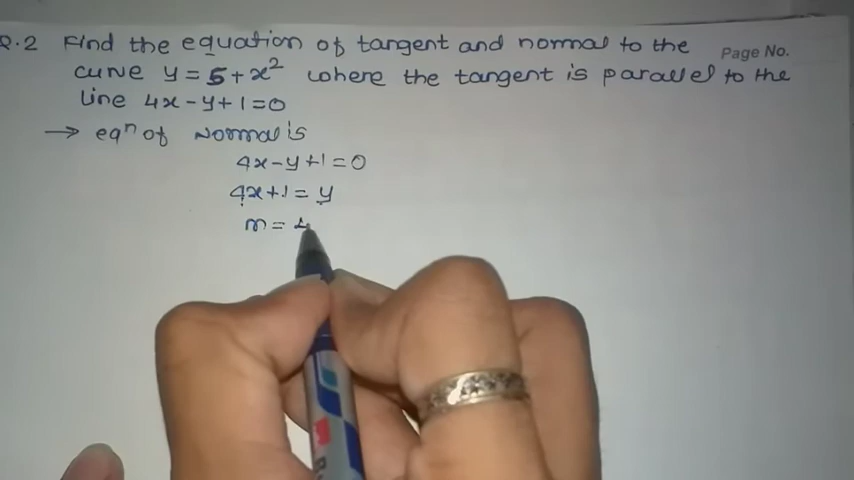 Q.2 Find the equation of tangent and normal to the
Page No.
curve y = 5 + x² where the tangent is parallel to the
line 4x - y + 1 = 0
→ eqⁿ of Normal is
4x - y + 1 = 0
4x + 1 = y
m = 4